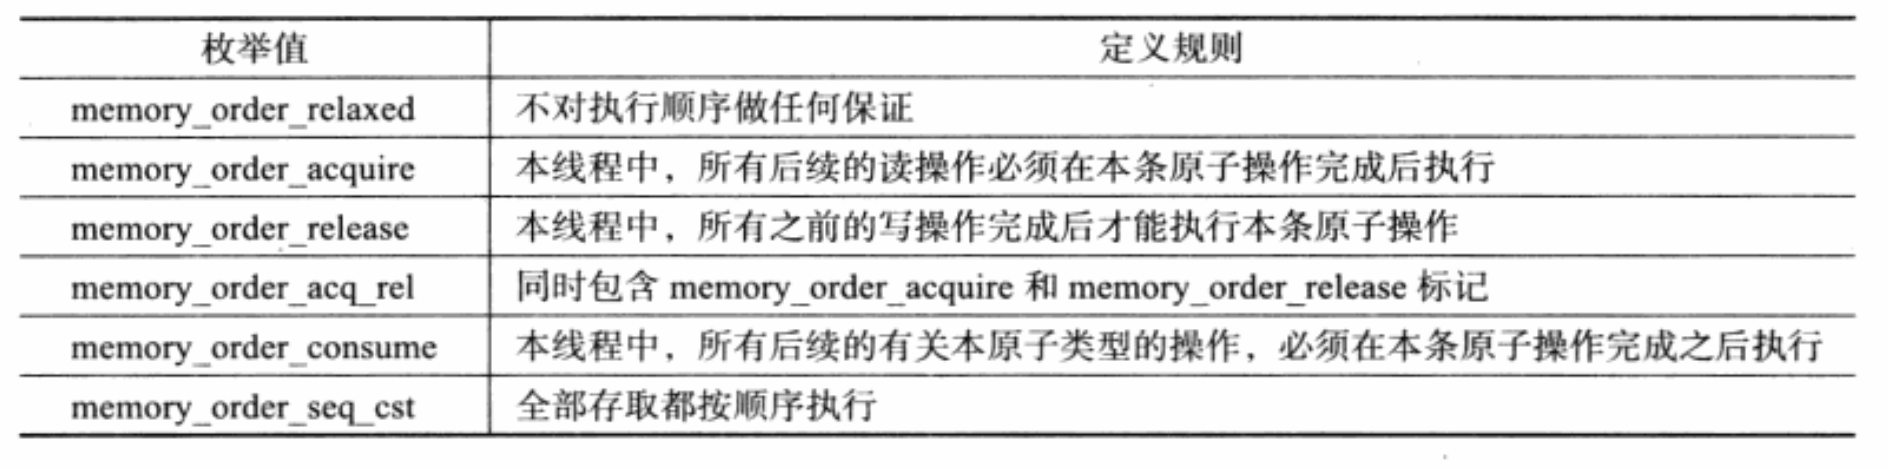 枚举值 定义规则
memory_order_relaxed 不对执行顺序做任何保证
memory_order_acquire 本线程中，所有后续的读操作必须在本条原子操作完成后执行
memory_order_release 本线程中，所有之前的写操作完成后才能执行本条原子操作
memory_order_acq_rel 同时包含 memory_order_acquire 和 memory_order_release 标记
memory_order_consume 本线程中，所有后续的有关本原子类型的操作，必须在本条原子操作完成之后执行
memory_order_seq_cst 全部存取都按顺序执行